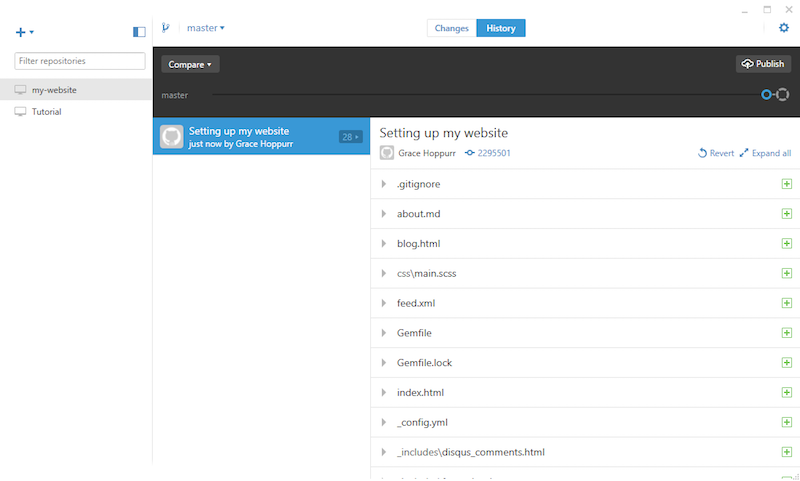 master
Changes
History
Filter repositories
my-website
Tutorial
Compare
Publish
master
Setting up my website
just now by Grace Hoppurr
28
Setting up my website
Grace Hoppurr
2295501
Revert
Expand all
.gitignore
about.md
blog.html
css\main.scss
feed.xml
Gemfile
Gemfile.lock
index.html
_config.yml
_includes\disqus_comments.html